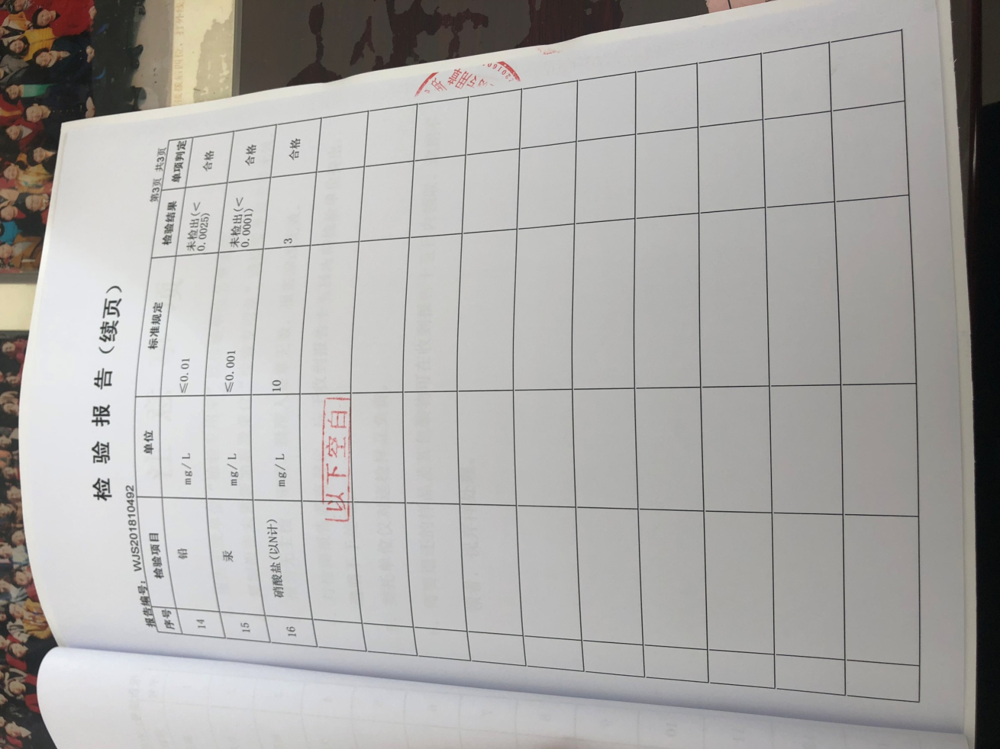 检 验 报 告（续页）
报告编号：WJS201810492 第3页 共3页
序号 检验项目 单位 标准规定 检验结果 单项判定
14 铅 mg/L ≤0.01 未检出(<0.0025) 合格
15 汞 mg/L ≤0.001 未检出(<0.0001) 合格
16 硝酸盐(以N计) mg/L 10 3 合格
以下空白